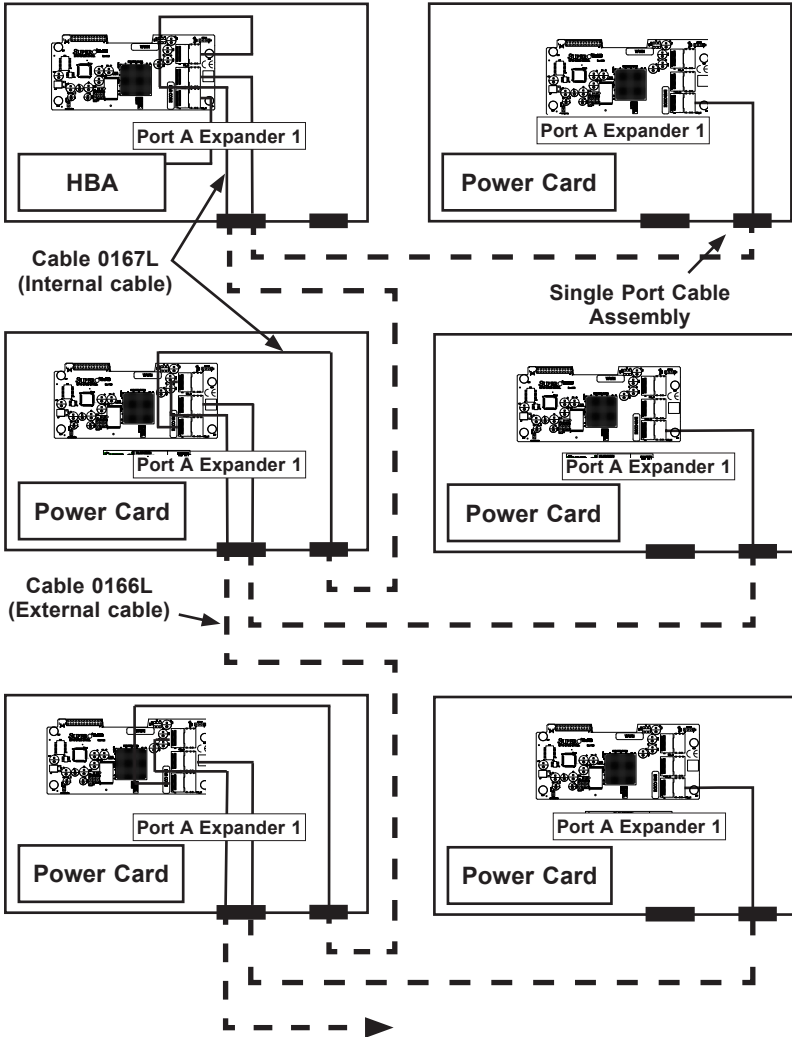 Port A Expander 1
HBA
Port A Expander 1
Power Card
Cable 0167L
(Internal cable)
Single Port Cable
Assembly
Port A Expander 1
Power Card
Port A Expander 1
Power Card
Cable 0166L
(External cable)
Port A Expander 1
Power Card
Port A Expander 1
Power Card